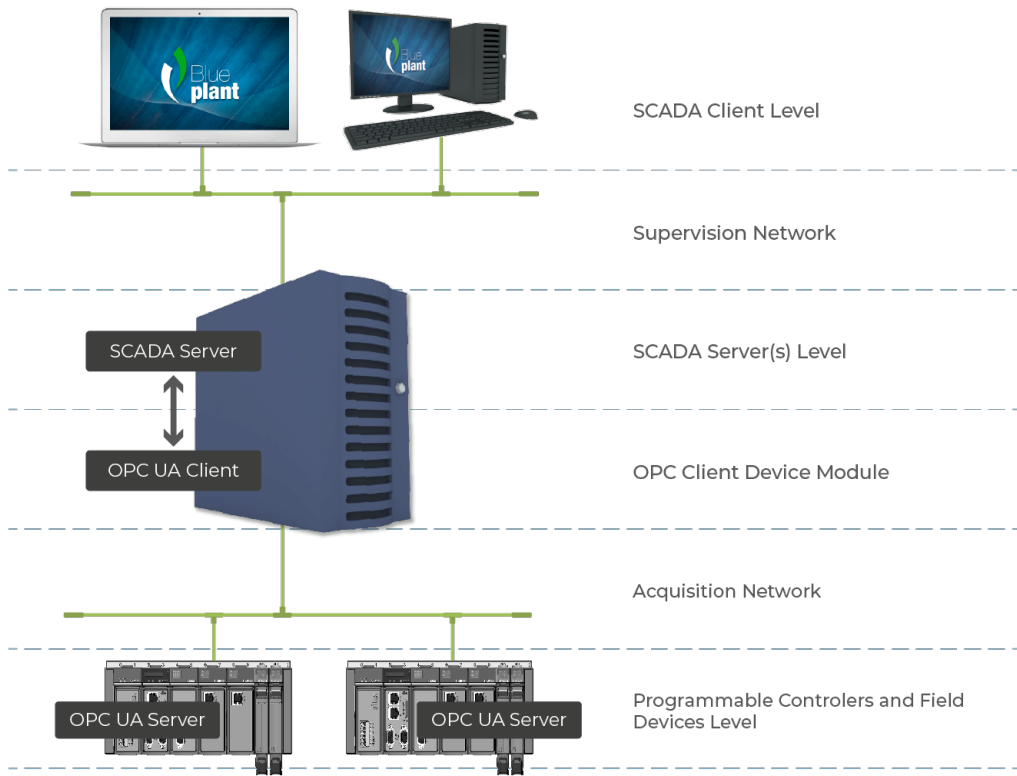 Blue
plant
Blue
plant
SCADA Client Level
Supervision Network
SCADA Server
SCADA Server(s) Level
OPC UA Client
OPC Client Device Module
Acquisition Network
OPC UA Server
OPC UA Server
Programmable Controlers and Field
Devices Level